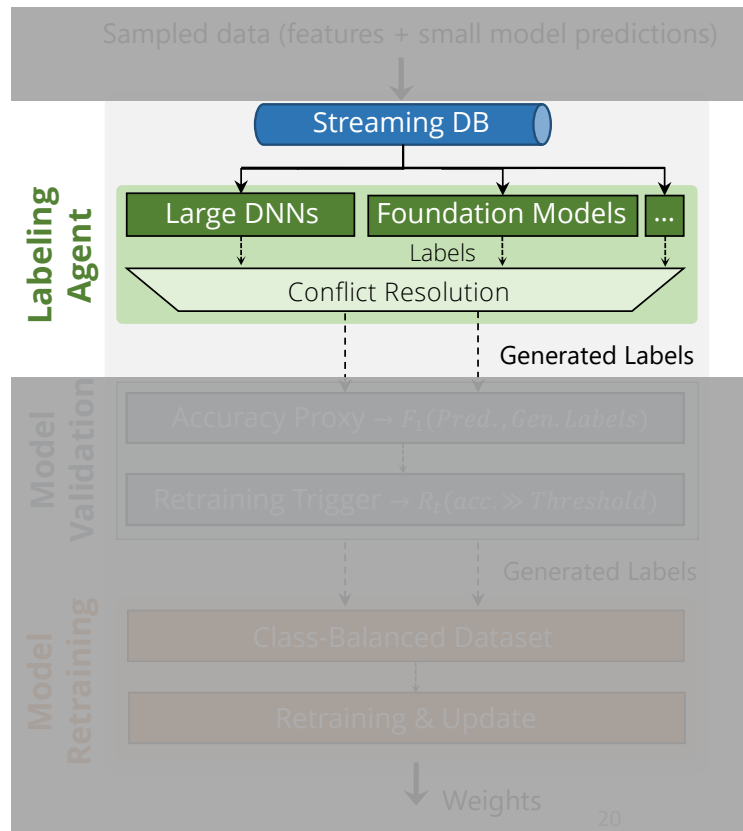 Sampled data (features + small model predictions)
Streaming DB
Labeling Agent
Large DNNs
Foundation Models
...
Labels
Conflict Resolution
Generated Labels
Model Validation
Accuracy Proxy → F_t(Pred., Gen. Labels)
Retraining Trigger → R_t(acc. ≫ Threshold)
Generated Labels
Model Retraining
Class-Balanced Dataset
Retraining & Update
Weights
20